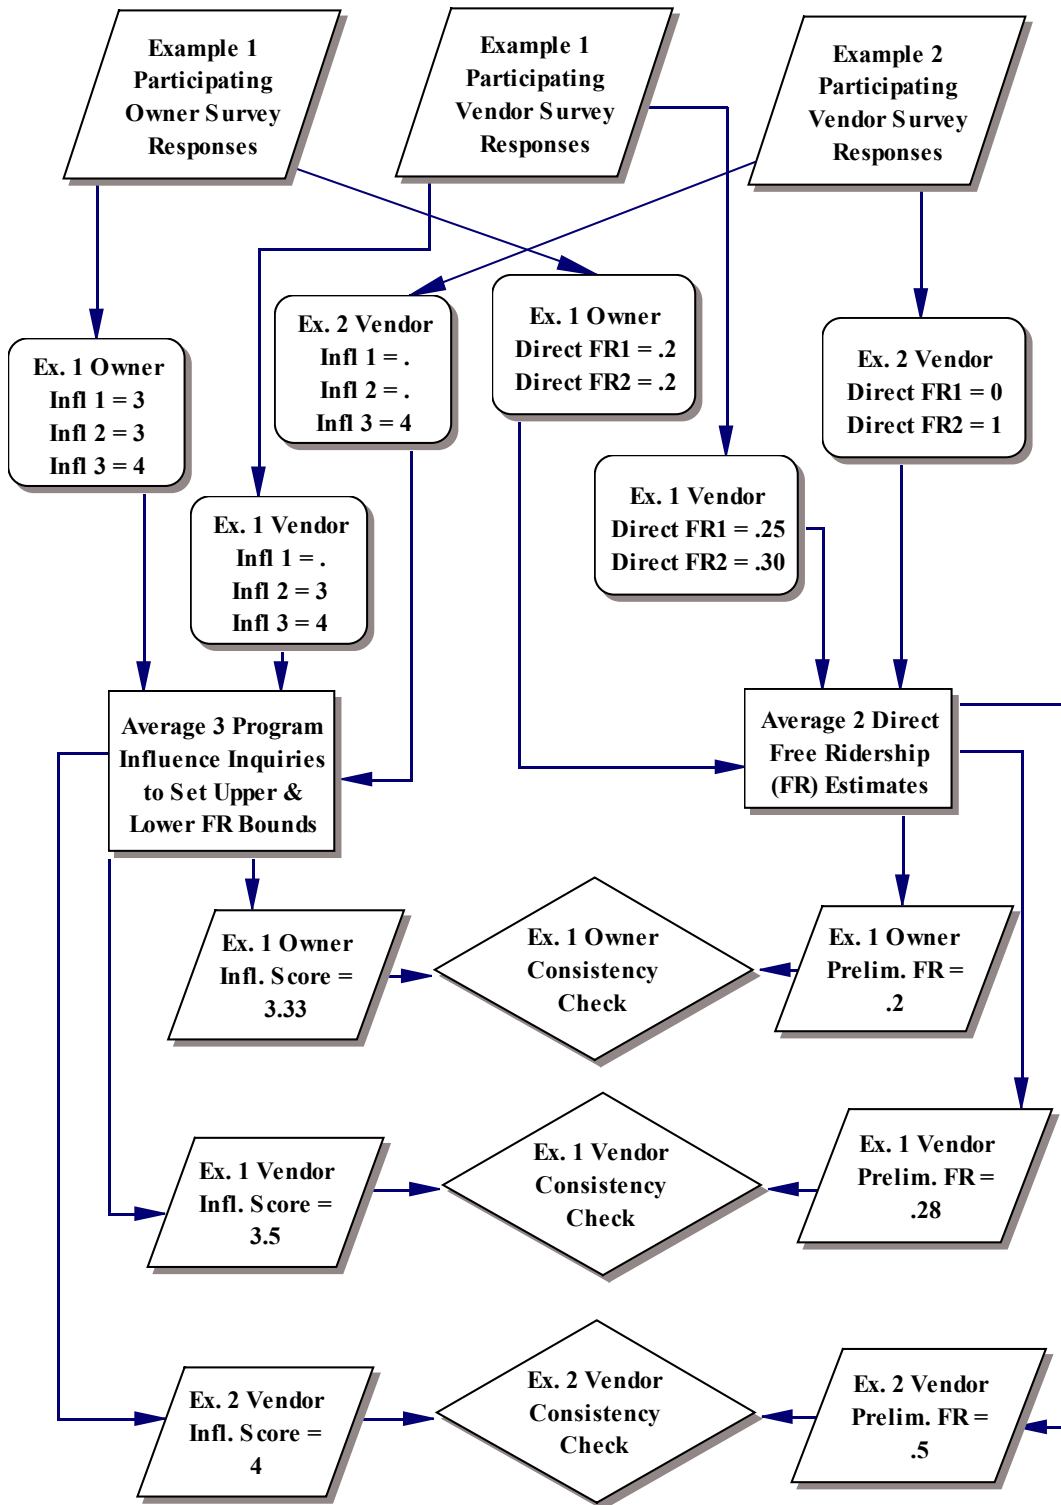 Example 1
Participating
Owner Survey
Responses
Example 1
Participating
Vendor Survey
Responses
Example 2
Participating
Vendor Survey
Responses
Ex. 1 Owner
Infl 1 = 3
Infl 2 = 3
Infl 3 = 4
Ex. 2 Vendor
Infl 1 = .
Infl 2 = .
Infl 3 = 4
Ex. 1 Owner
Direct FR1 = .2
Direct FR2 = .2
Ex. 2 Vendor
Direct FR1 = 0
Direct FR2 = 1
Ex. 1 Vendor
Infl 1 = .
Infl 2 = 3
Infl 3 = 4
Ex. 1 Vendor
Direct FR1 = .25
Direct FR2 = .30
Average 3 Program
Influence Inquiries
to Set Upper &
Lower FR Bounds
Average 2 Direct
Free Ridership
(FR) Estimates
Ex. 1 Owner
Infl. Score =
3.33
Ex. 1 Owner
Consistency
Check
Ex. 1 Owner
Prelim. FR =
.2
Ex. 1 Vendor
Infl. Score =
3.5
Ex. 1 Vendor
Consistency
Check
Ex. 1 Vendor
Prelim. FR =
.28
Ex. 2 Vendor
Infl. Score =
4
Ex. 2 Vendor
Consistency
Check
Ex. 2 Vendor
Prelim. FR =
.5